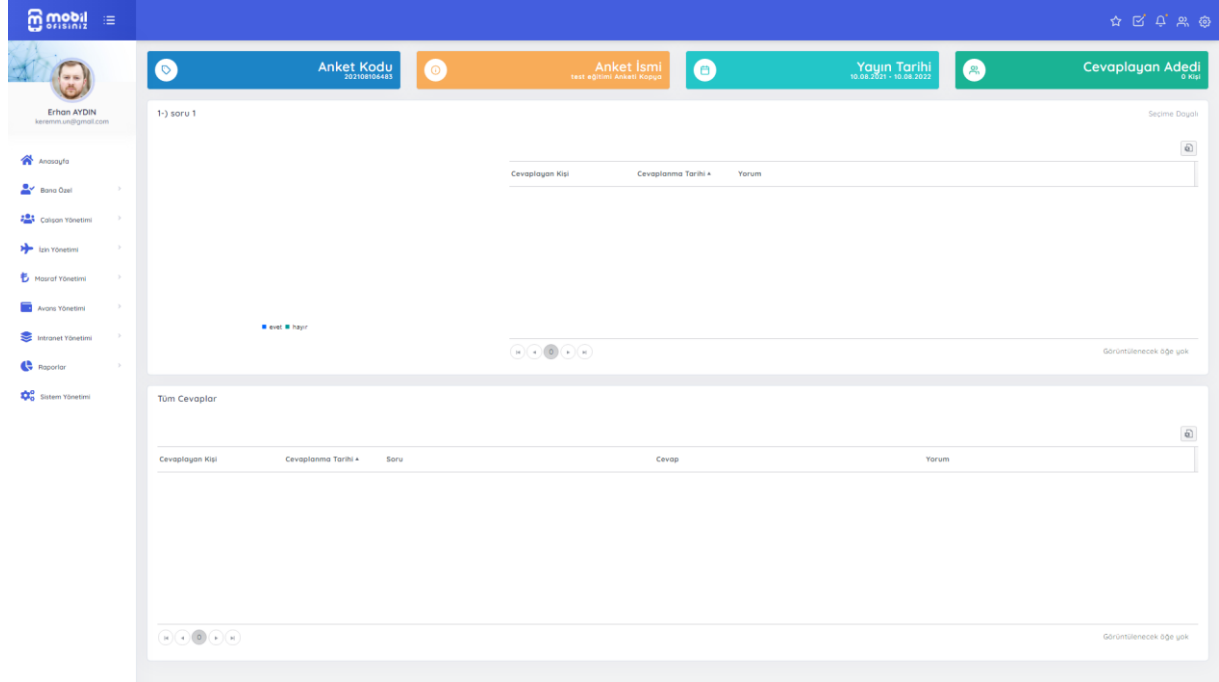 mobil
OFİSİNİZ
Erhan AYDIN
keremm.un@gmail.com
Anasayfa
Bana Özel
Çalışan Yönetimi
İzin Yönetimi
Masraf Yönetimi
Avans Yönetimi
Intranet Yönetimi
Raporlar
Sistem Yönetimi
Anket Kodu
202108106483
Anket İsmi
test eğitimi Anketi Kopya
Yayın Tarihi
10.08.2021 - 10.08.2022
Cevaplayan Adedi
0 Kişi
1-) soru 1
Seçime Dayalı
Cevaplayan Kişi Cevaplanma Tarihi Yorum
evet hayır
0
Görüntülenecek öğe yok
Tüm Cevaplar
Cevaplayan Kişi Cevaplanma Tarihi Soru Cevap Yorum
0
Görüntülenecek öğe yok